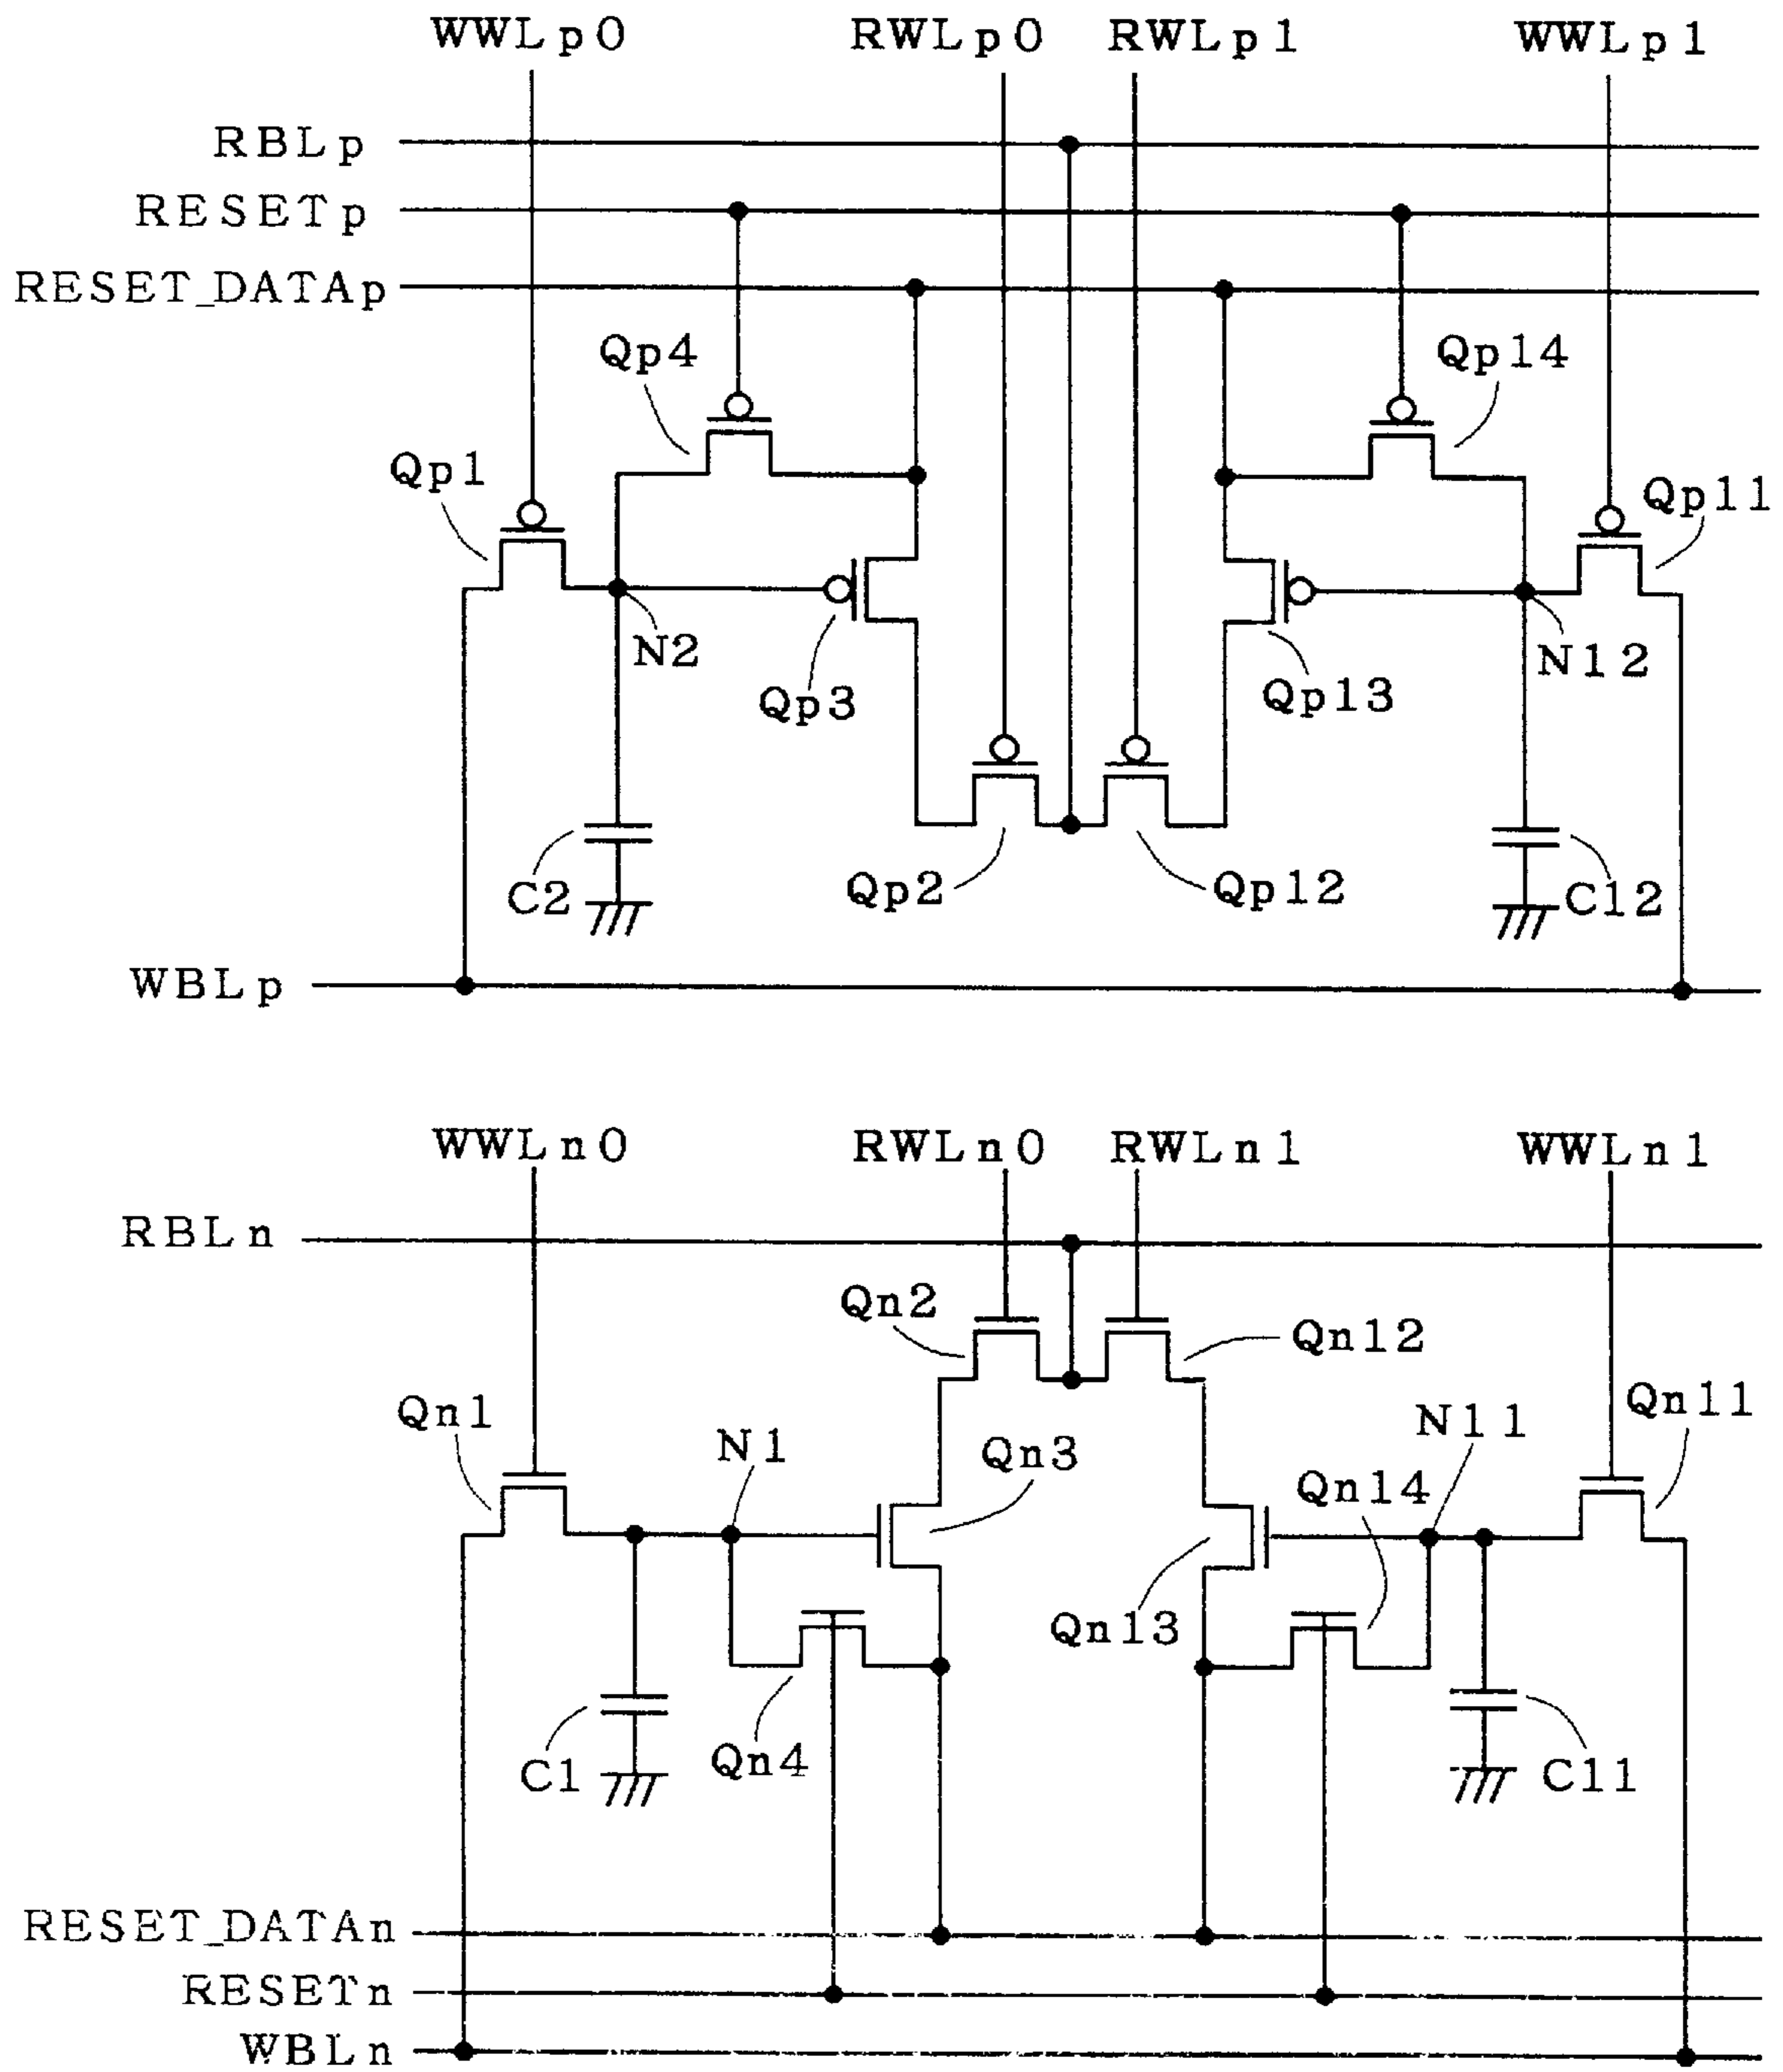 WWLp0 RWLp0 RWLp1 WWLp1
RBLp
RESETp
RESET_DATAp
Qp4 Qp14
Qp1 Qp11
N2 N12
Qp3 Qp13
C2 Qp2 Qp12 C12
WBLp
WWLn0 RWLn0 RWLn1 WWLn1
RBLn
Qn2 Qn12
Qn1 N1 Qn3 N11 Qn11
Qn14
Qn13
C1 Qn4 C11
RESET_DATAn
RESETn
WBLn